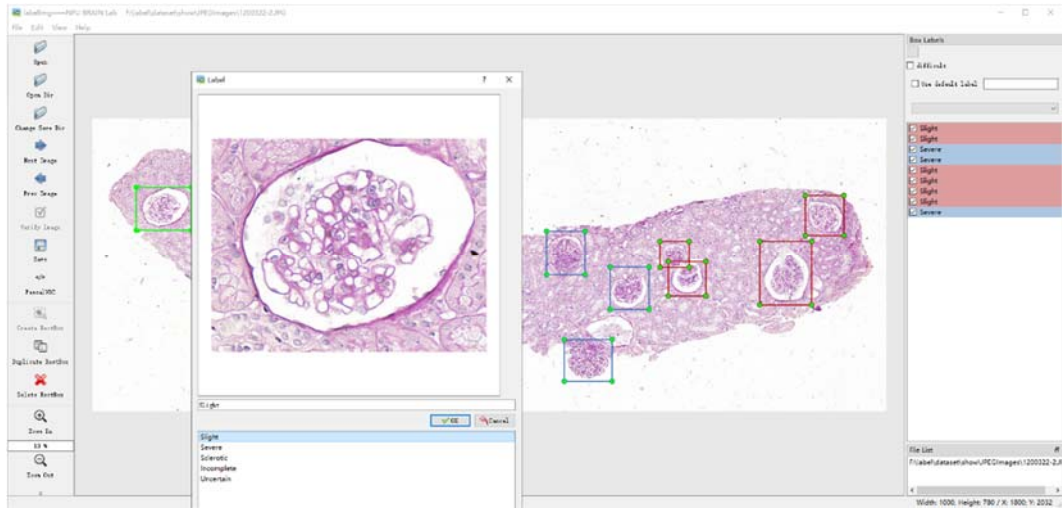 labelImg===NPU BRAIN Lab F:\label\dataset\show\JPEGImages\1200322-2.JPG
File Edit View Help
Open
Open Dir
Change Save Dir
Next Image
Prev Image
Verify Image
Save
PascalVOC
Create RectBox
Duplicate RectBox
Delete RectBox
Zoom In
Zoom Out
Label
? ×
Slight
OK
Cancel
Slight
Severe
Sclerotic
Incomplete
Uncertain
Box Labels
difficult
Use default label
Slight
Slight
Severe
Severe
Slight
Slight
Slight
Slight
Severe
File List
F:\label\dataset\show\JPEGImages\1200322-2.JP
Width: 1000, Height: 780 / X: 1800; Y: 2032